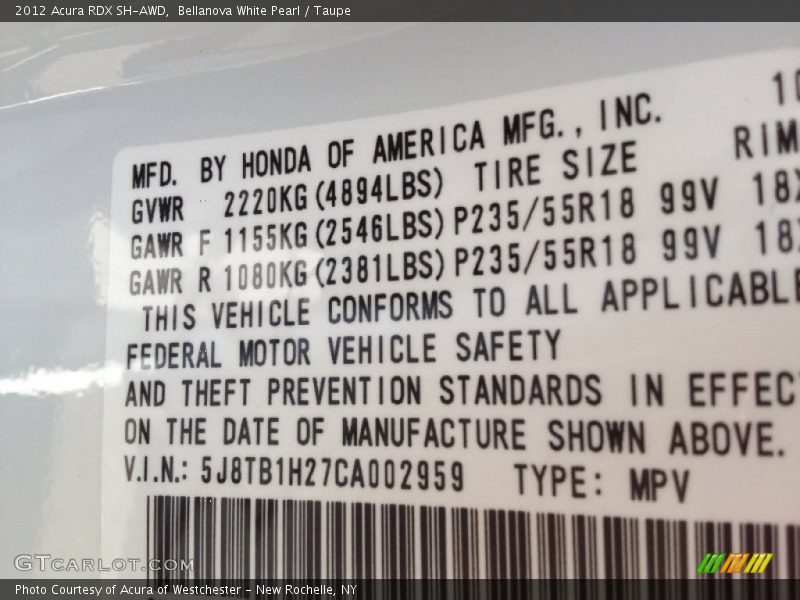 2012 Acura RDX SH-AWD,  Bellanova White Pearl / Taupe
MFD. BY HONDA OF AMERICA MFG., INC.
GVWR 2220KG(4894LBS) TIRE SIZE RIM
GAWR F 1155KG(2546LBS) P235/55R18 99V 18X
GAWR R 1080KG(2381LBS) P235/55R18 99V 18X
THIS VEHICLE CONFORMS TO ALL APPLICABLE
FEDERAL MOTOR VEHICLE SAFETY
AND THEFT PREVENTION STANDARDS IN EFFEC
ON THE DATE OF MANUFACTURE SHOWN ABOVE.
V.I.N.: 5J8TB1H27CA002959 TYPE: MPV
GTCARLOT.COM
Photo Courtesy of Acura of Westchester - New Rochelle, NY